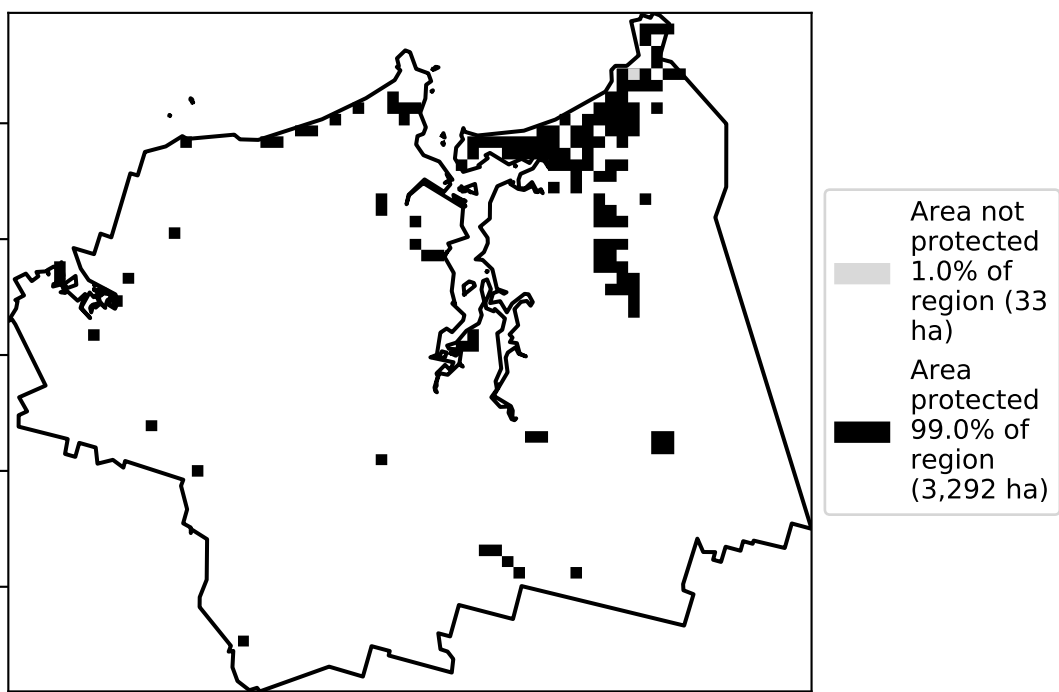 Area not
protected
1.0% of
region (33
ha)
Area
protected
99.0% of
region
(3,292 ha)